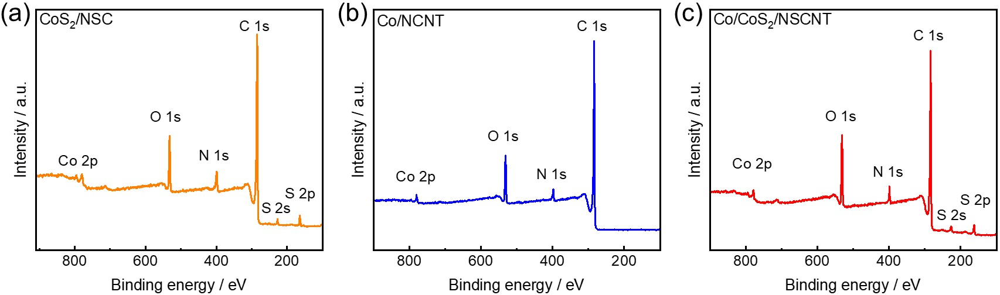 (a)
CoS2/NSC
C 1s
O 1s
N 1s
Co 2p
S 2p
S 2s
Intensity / a.u.
800 600 400 200
Binding energy / eV
(b)
Co/NCNT
C 1s
O 1s
N 1s
Co 2p
Intensity / a.u.
800 600 400 200
Binding energy / eV
(c)
Co/CoS2/NSCNT
C 1s
O 1s
Co 2p
N 1s
S 2p
S 2s
Intensity / a.u.
800 600 400 200
Binding energy / eV